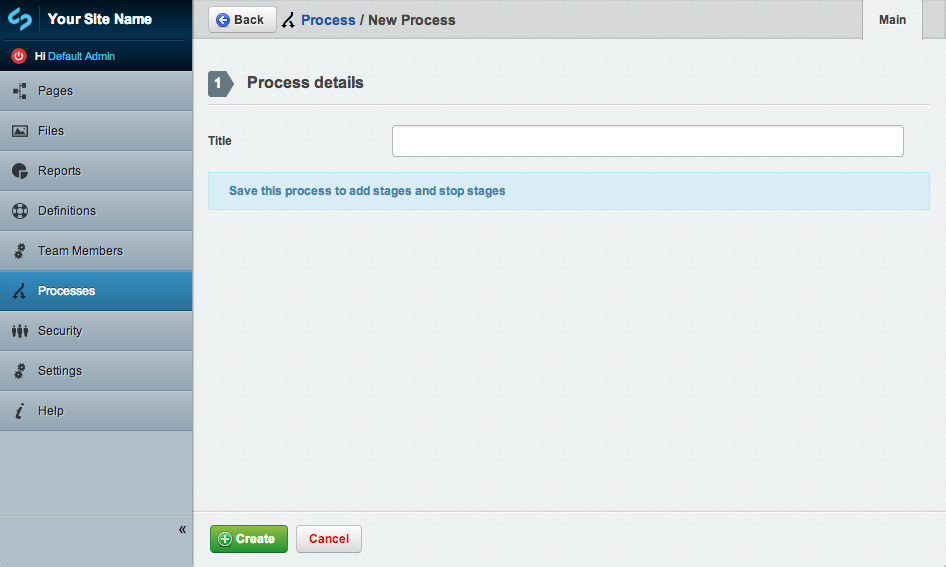 Your Site Name
Hi Default Admin
Pages
Files
Reports
Definitions
Team Members
Processes
Security
Settings
Help
«
Back
Process / New Process
Main
1 Process details
Title
Save this process to add stages and stop stages
Create
Cancel